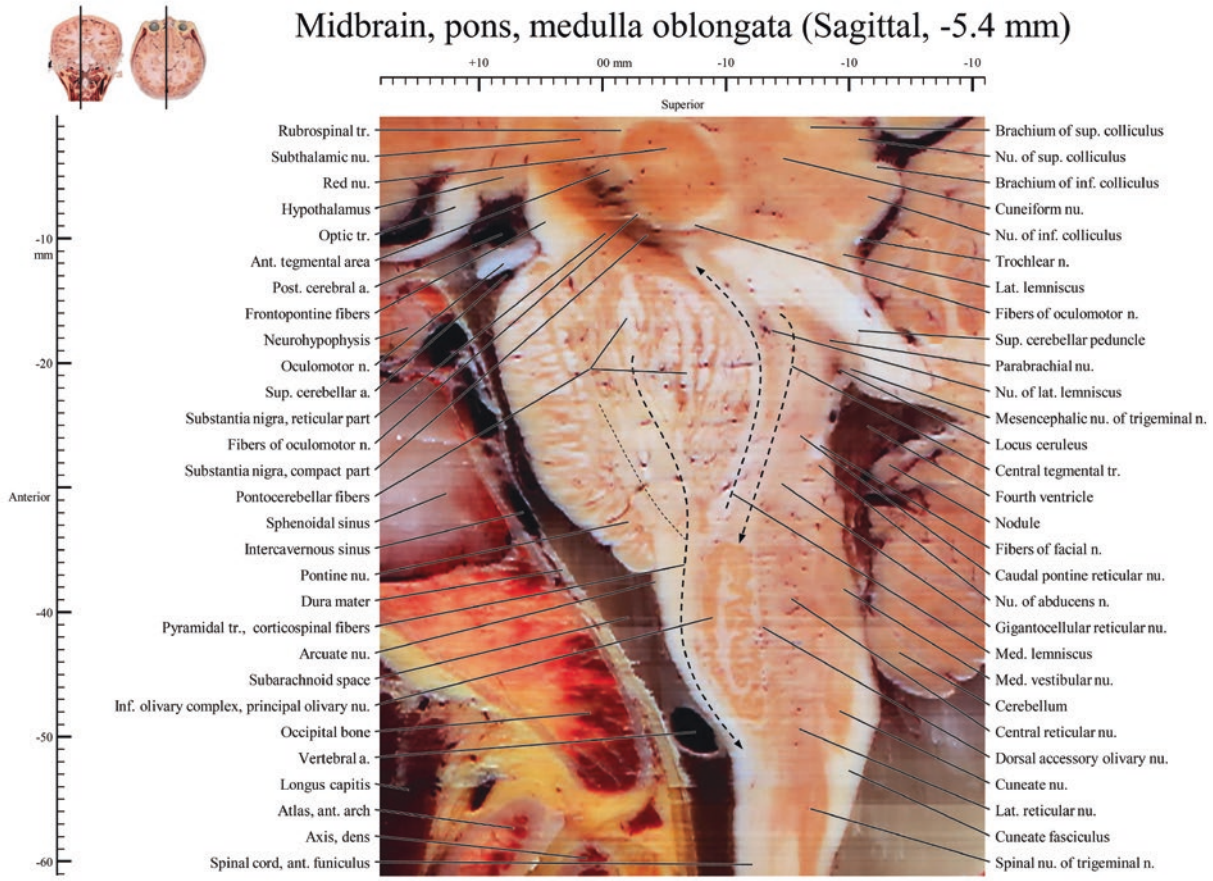 Midbrain, pons, medulla oblongata (Sagittal, -5.4 mm)
+10 00 mm -10 -10 -10
Superior
Rubrospinal tr.
Subthalamic nu.
Red nu.
Hypothalamus
Optic tr.
Ant. tegmental area
Post. cerebral a.
Frontopontine fibers
Neurohypophysis
Oculomotor n.
Sup. cerebellar a.
Substantia nigra, reticular part
Fibers of oculomotor n.
Substantia nigra, compact part
Pontocerebellar fibers
Sphenoidal sinus
Intercavernous sinus
Pontine nu.
Dura mater
Pyramidal tr., corticospinal fibers
Arcuate nu.
Subarachnoid space
Inf. olivary complex, principal olivary nu.
Occipital bone
Vertebral a.
Longus capitis
Atlas, ant. arch
Axis, dens
Spinal cord, ant. funiculus
-10
mm
-20
Anterior
-40
-50
-60
Brachium of sup. colliculus
Nu. of sup. colliculus
Brachium of inf. colliculus
Cuneiform nu.
Nu. of inf. colliculus
Trochlear n.
Lat. lemniscus
Fibers of oculomotor n.
Sup. cerebellar peduncle
Parabrachial nu.
Nu. of lat. lemniscus
Mesencephalic nu. of trigeminal n.
Locus ceruleus
Central tegmental tr.
Fourth ventricle
Nodule
Fibers of facial n.
Caudal pontine reticular nu.
Nu. of abducens n.
Gigantocellular reticular nu.
Med. lemniscus
Med. vestibular nu.
Cerebellum
Central reticular nu.
Dorsal accessory olivary nu.
Cuneate nu.
Lat. reticular nu.
Cuneate fasciculus
Spinal nu. of trigeminal n.